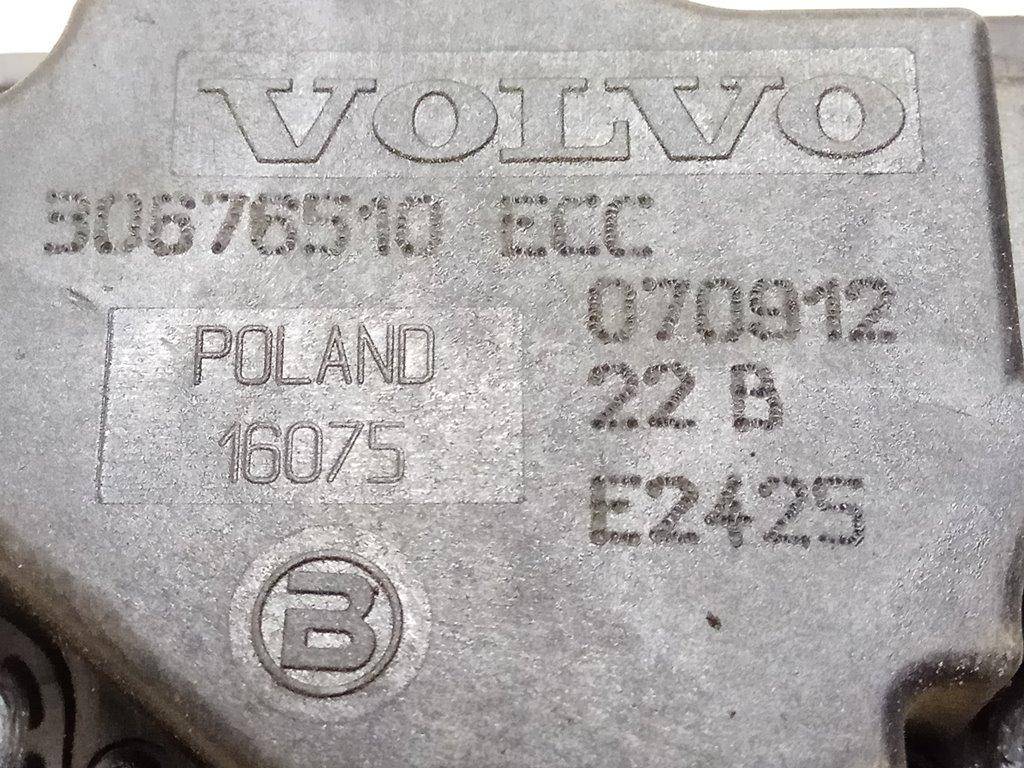 VOLVO
30676510 ECC
070912
POLAND
22 B
16075
E2425
B